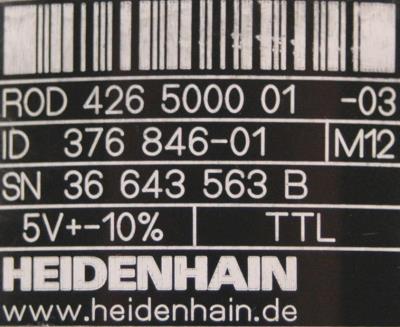 ROD 426 5000 01 -03
ID 376 846-01 M12
SN 36 643 563 B
5V+-10% TTL
HEIDENHAIN
www.heidenhain.de